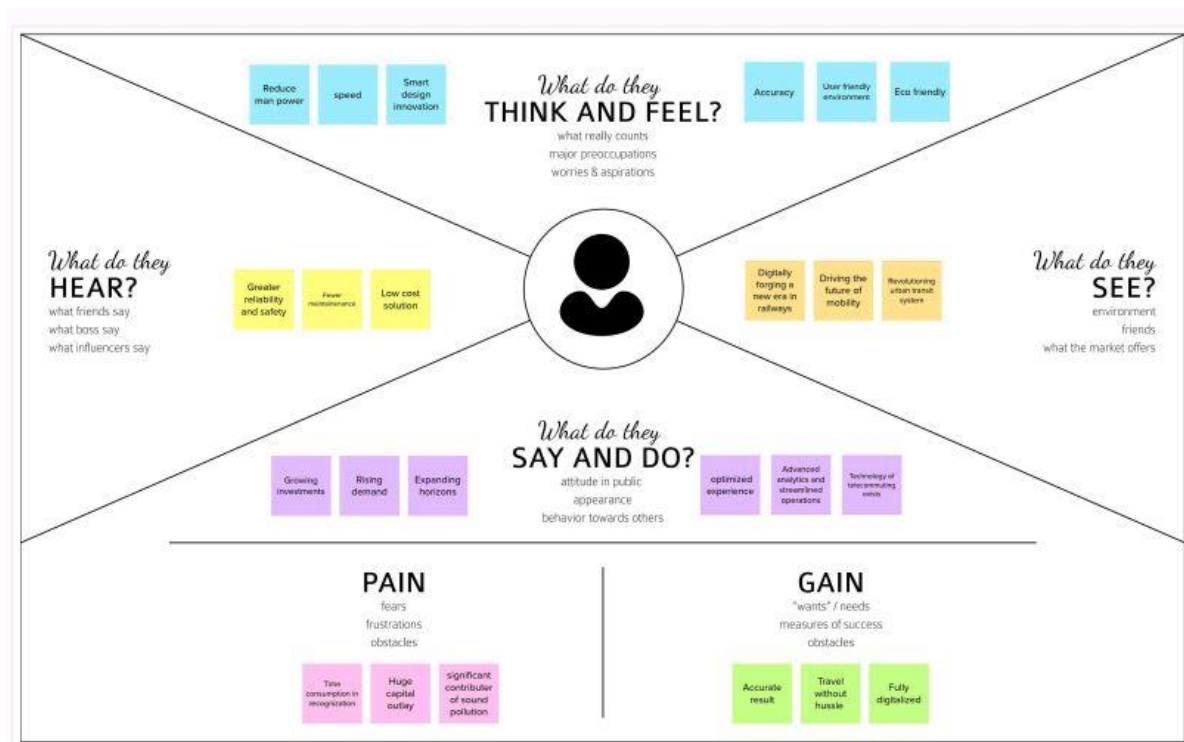 What do they
THINK AND FEEL?
what really counts
major preoccupations
worries & aspirations
Reduce
man power
speed
Smart
design
innovation
Accuracy
User friendly
environment
Eco friendly
What do they
HEAR?
what friends say
what boss say
what influencers say
Greater
reliability
and safety
Fewer
Low cost
solution
Digitally
forging a
new era in
railways
Driving the
future of
mobility
Revolutioning
urban transit
system
What do they
SEE?
environment
friends
what the market offers
What do they
SAY AND DO?
attitude in public
appearance
behavior towards others
Growing
investments
Rising
demand
Expanding
horizons
optimized
experience
Advanced
analytics and
streamlined
operations
Technology of
telecommuting
exists
PAIN
fears
frustrations
obstacles
Time
consumption in
recognization
Huge
capital
outlay
significant
contributer
of sound
pollution
GAIN
"wants" / needs
measures of success
obstacles
Accurate
result
Travel
without
hussle
Fully
digitalized